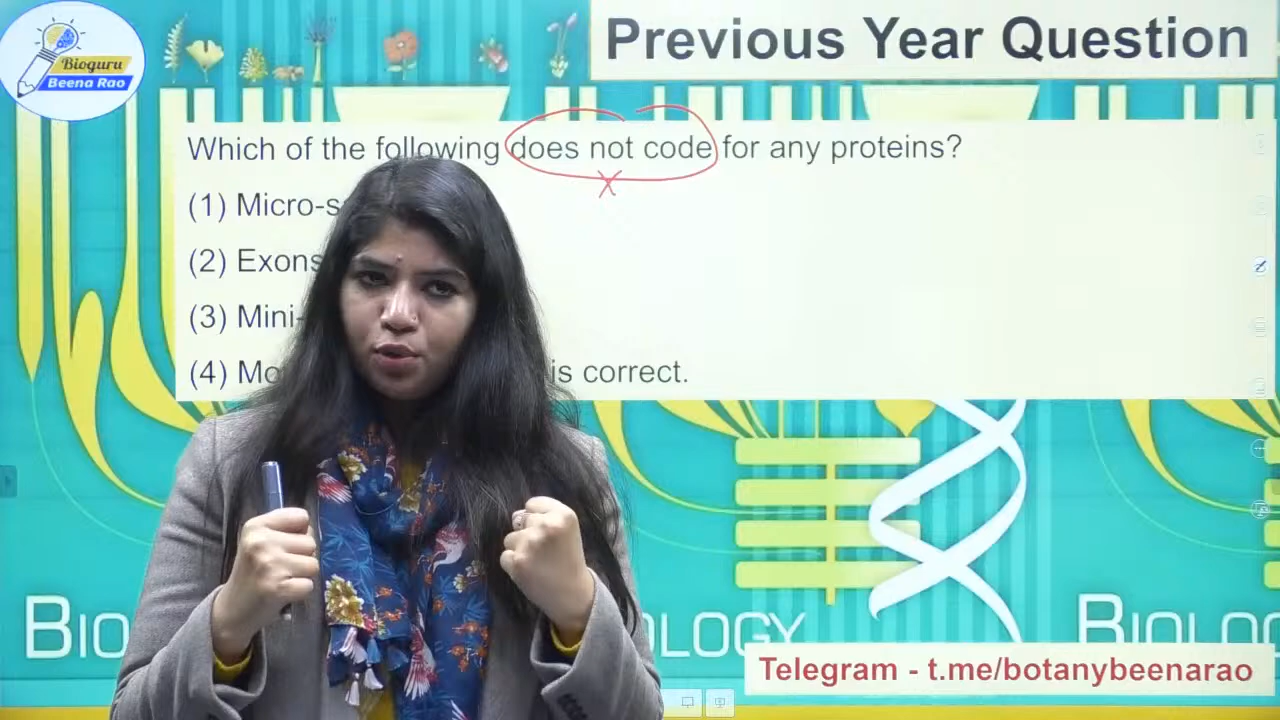 Bioguru
Beena Rao
Previous Year Question
Which of the following does not code for any proteins?
(1) Micro-s
(2) Exons
(3) Mini-
(4) Mo is correct.
BIO OLOGY BIOLO
Telegram - t.me/botanybeenarao